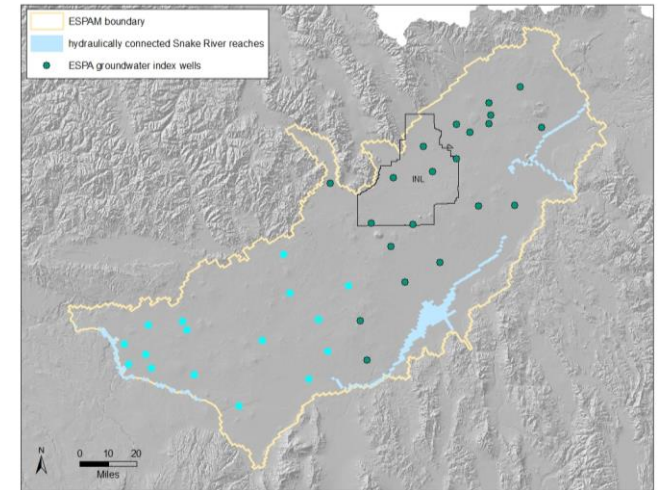 ESPAM boundary
hydraulically connected Snake River reaches
ESPA groundwater index wells
INL
N
0 10 20
Miles